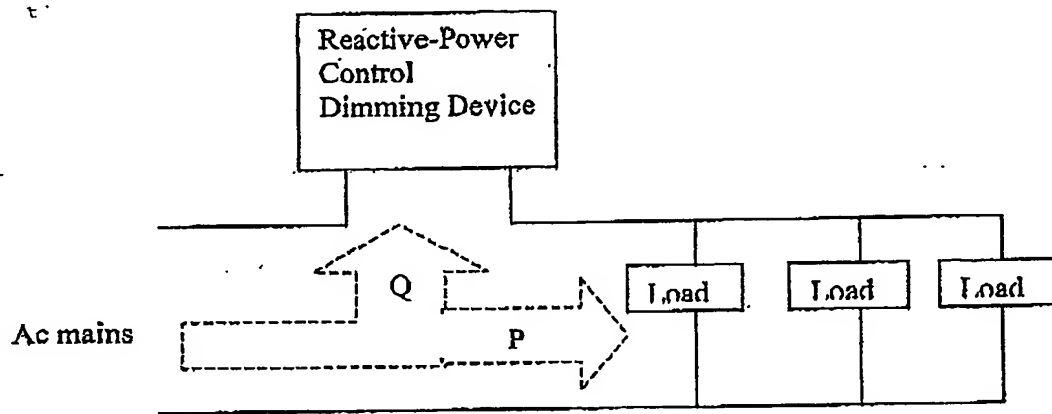 Reactive-Power
Control
Dimming Device
Q
Load
Load
Load
Ac mains
P